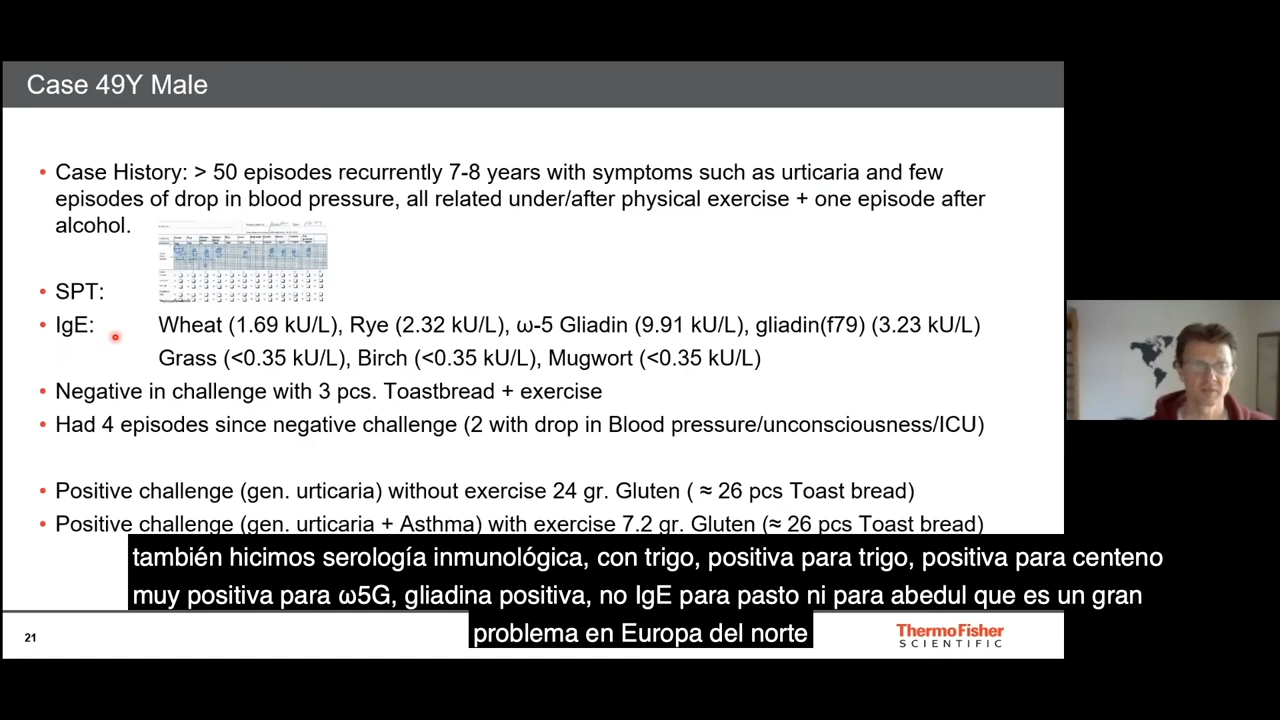 Case 49Y Male
• Case History: > 50 episodes recurrently 7-8 years with symptoms such as urticaria and few
episodes of drop in blood pressure, all related under/after physical exercise + one episode after
alcohol.
• SPT:
• IgE: Wheat (1.69 kU/L), Rye (2.32 kU/L), ω-5 Gliadin (9.91 kU/L), gliadin(f79) (3.23 kU/L)
Grass (<0.35 kU/L), Birch (<0.35 kU/L), Mugwort (<0.35 kU/L)
• Negative in challenge with 3 pcs. Toastbread + exercise
• Had 4 episodes since negative challenge (2 with drop in Blood pressure/unconsciousness/ICU)
• Positive challenge (gen. urticaria) without exercise 24 gr. Gluten ( ≈ 26 pcs Toast bread)
• Positive challenge (gen. urticaria + Asthma) with exercise 7.2 gr. Gluten (≈ 26 pcs Toast bread)
también hicimos serología inmunológica, con trigo, positiva para trigo, positiva para centeno
muy positiva para ω5G, gliadina positiva, no IgE para pasto ni para abedul que es un gran
problema en Europa del norte
21
ThermoFisher
SCIENTIFIC